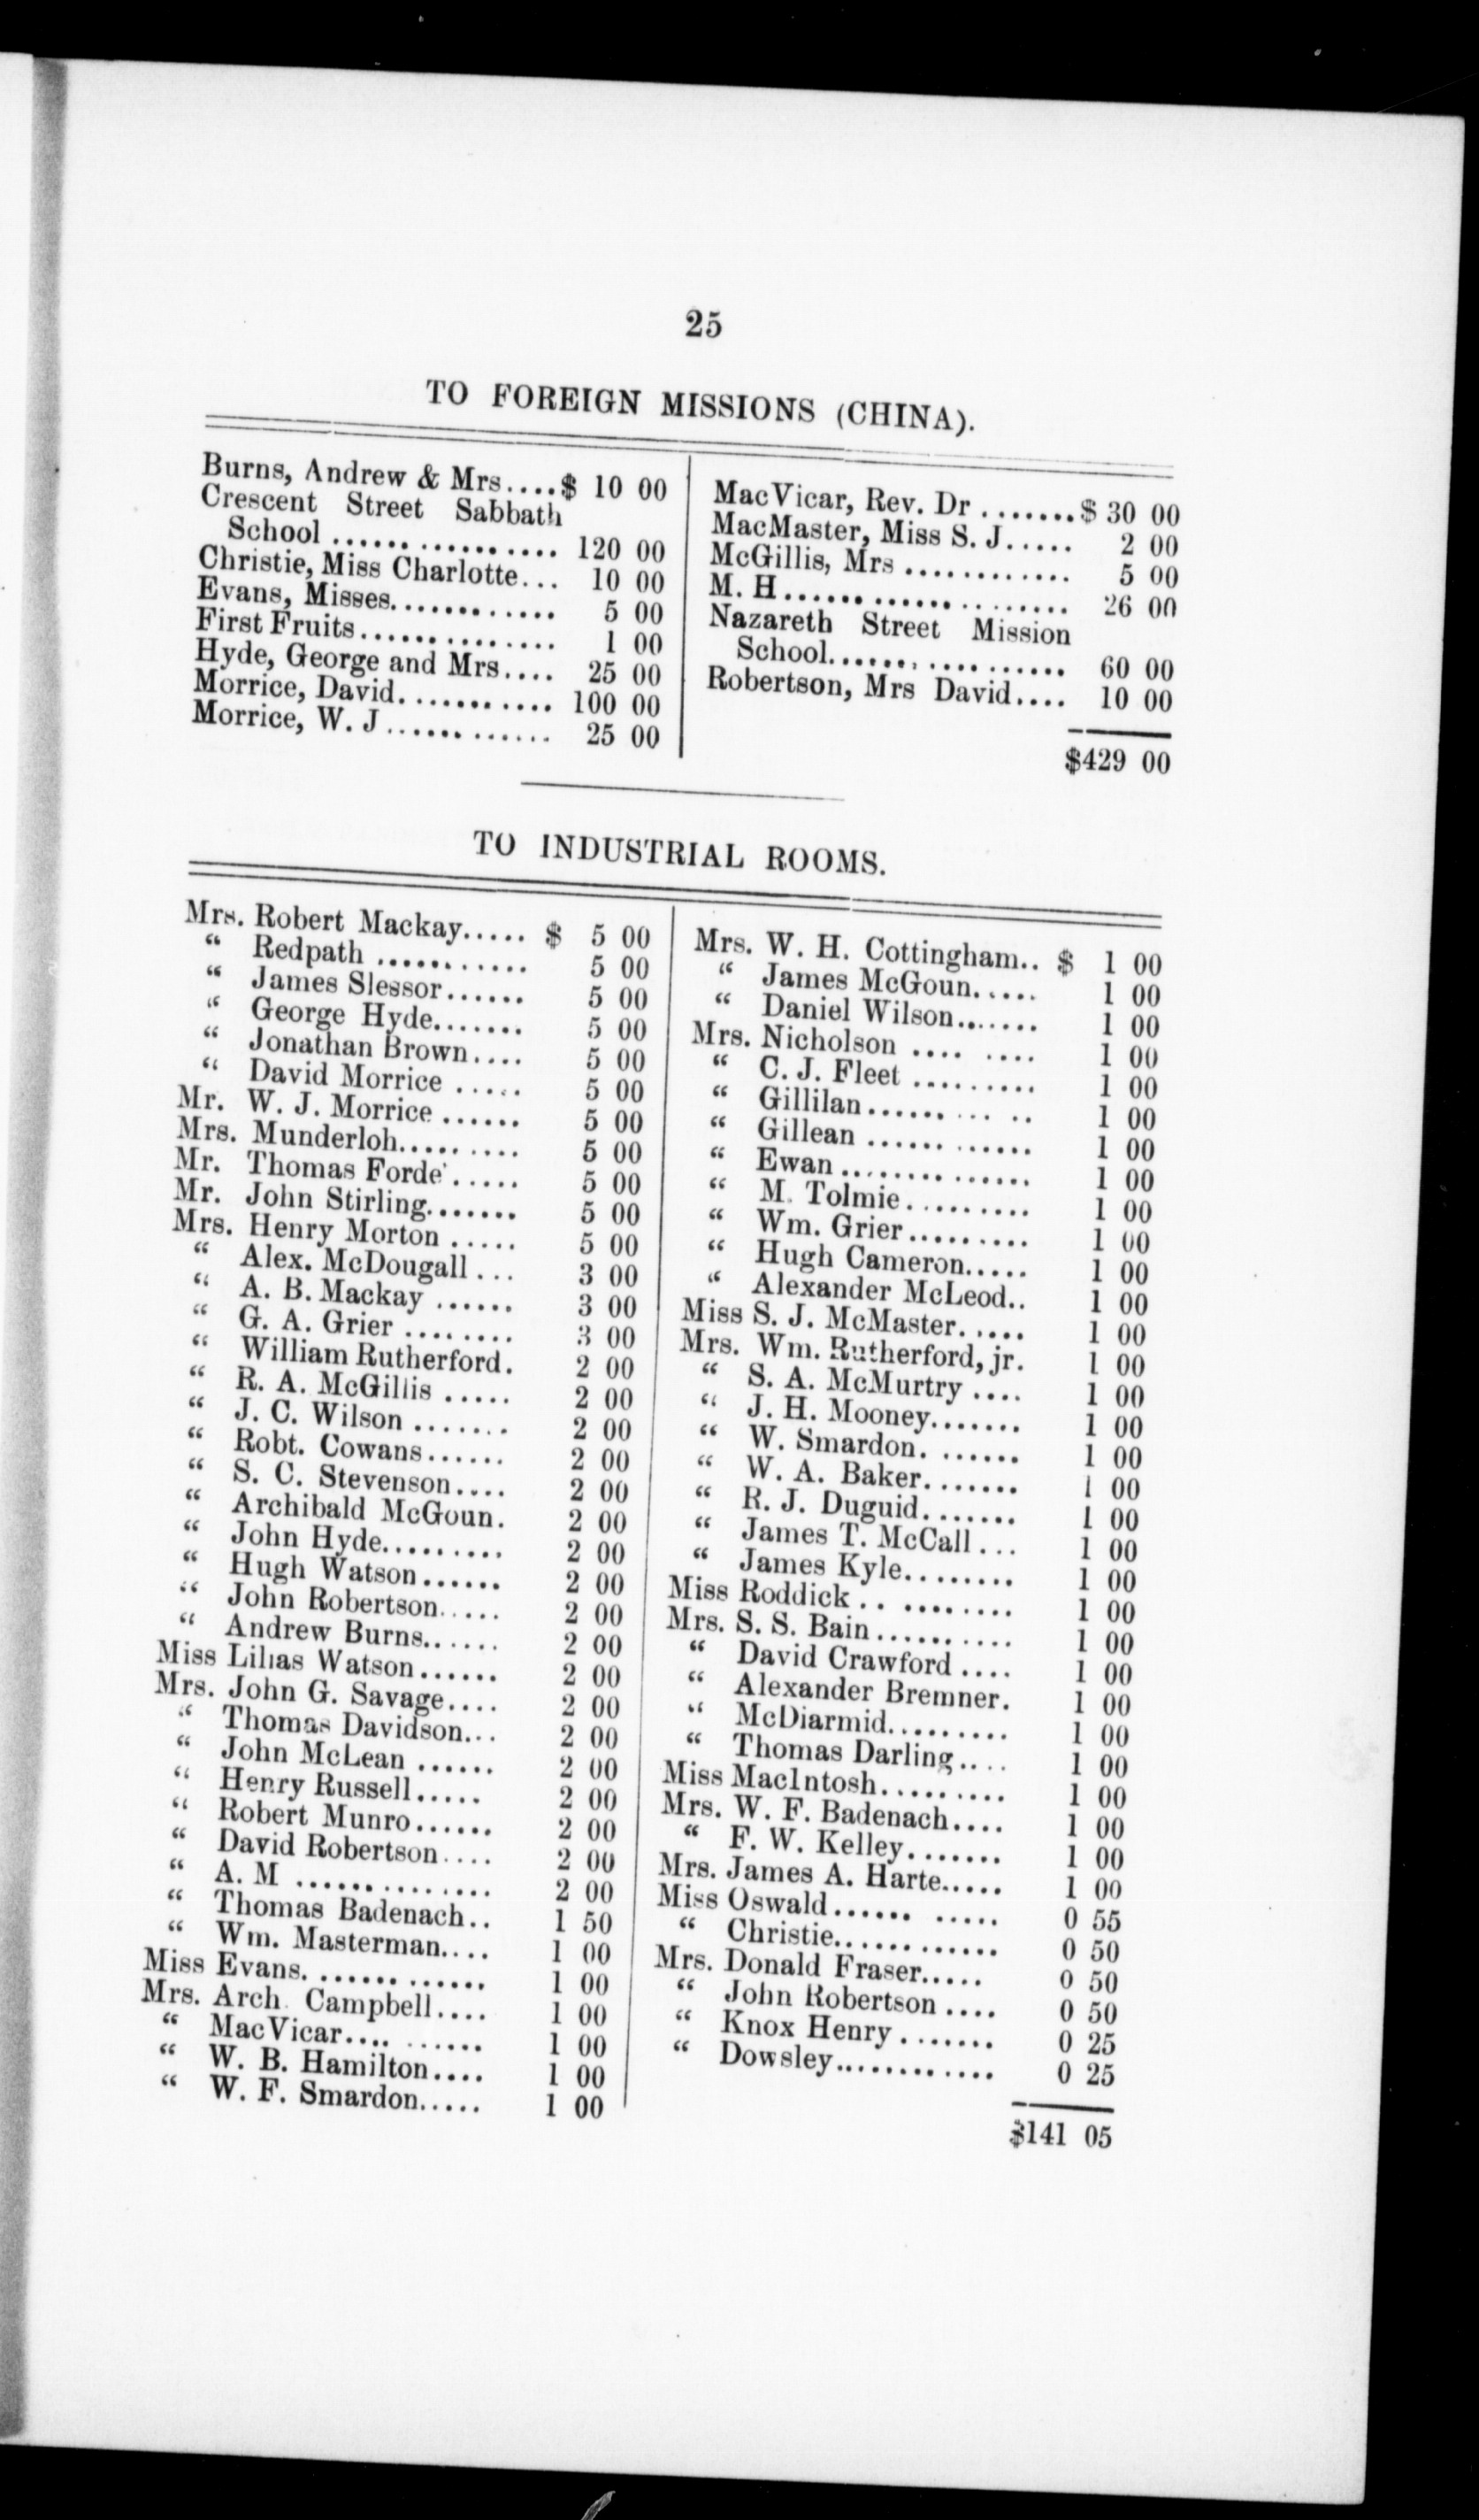 25
TO FOREIGN MISSIONS (CHINA).
Burns, Andrew & Mrs....$ 10 00
Crescent Street Sabbath
School ................. 120 00
Christie, Miss Charlotte... 10 00
Evans, Misses............. 5 00
First Fruits............... 1 00
Hyde, George and Mrs.... 25 00
Morrice, David............ 100 00
Morrice, W. J............. 25 00
MacVicar, Rev. Dr .......$ 30 00
MacMaster, Miss S. J..... 2 00
McGillis, Mrs ............ 5 00
M. H...................... 26 00
Nazareth Street Mission
School.................. 60 00
Robertson, Mrs David.... 10 00
$429 00
TO INDUSTRIAL ROOMS.
Mrs. Robert Mackay..... $ 5 00
“ Redpath ........... 5 00
“ James Slessor...... 5 00
“ George Hyde....... 5 00
“ Jonathan Brown.... 5 00
“ David Morrice ..... 5 00
Mr. W. J. Morrice ...... 5 00
Mrs. Munderloh.......... 5 00
Mr. Thomas Forde'..... 5 00
Mr. John Stirling....... 5 00
Mrs. Henry Morton ..... 5 00
“ Alex. McDougall ... 3 00
“ A. B. Mackay ...... 3 00
“ G. A. Grier ........ 3 00
“ William Rutherford. 2 00
“ R. A. McGillis ..... 2 00
“ J. C. Wilson ....... 2 00
“ Robt. Cowans...... 2 00
“ S. C. Stevenson.... 2 00
“ Archibald McGoun. 2 00
“ John Hyde......... 2 00
“ Hugh Watson...... 2 00
“ John Robertson..... 2 00
“ Andrew Burns...... 2 00
Miss Lilias Watson...... 2 00
Mrs. John G. Savage.... 2 00
“ Thomas Davidson... 2 00
“ John McLean ...... 2 00
“ Henry Russell..... 2 00
“ Robert Munro...... 2 00
“ David Robertson.... 2 00
“ A. M .............. 2 00
“ Thomas Badenach.. 1 50
“ Wm. Masterman.... 1 00
Miss Evans.............. 1 00
Mrs. Arch. Campbell.... 1 00
“ MacVicar.......... 1 00
“ W. B. Hamilton.... 1 00
“ W. F. Smardon..... 1 00
Mrs. W. H. Cottingham.. $ 1 00
“ James McGoun..... 1 00
“ Daniel Wilson....... 1 00
Mrs. Nicholson ........ 1 00
“ C. J. Fleet ......... 1 00
“ Gillilan........... 1 00
“ Gillean ............ 1 00
“ Ewan .............. 1 00
“ M. Tolmie.......... 1 00
“ Wm. Grier......... 1 00
“ Hugh Cameron..... 1 00
“ Alexander McLeod.. 1 00
Miss S. J. McMaster..... 1 00
Mrs. Wm. Rutherford, jr. 1 00
“ S. A. McMurtry .... 1 00
“ J. H. Mooney....... 1 00
“ W. Smardon....... 1 00
“ W. A. Baker....... 1 00
“ R. J. Duguid....... 1 00
“ James T. McCall ... 1 00
“ James Kyle........ 1 00
Miss Roddick ........... 1 00
Mrs. S. S. Bain .......... 1 00
“ David Crawford .... 1 00
“ Alexander Bremner. 1 00
“ McDiarmid......... 1 00
“ Thomas Darling.... 1 00
Miss MacIntosh.......... 1 00
Mrs. W. F. Badenach.... 1 00
“ F. W. Kelley....... 1 00
Mrs. James A. Harte..... 1 00
Miss Oswald........... 0 55
“ Christie............ 0 50
Mrs. Donald Fraser..... 0 50
“ John Robertson .... 0 50
“ Knox Henry ....... 0 25
“ Dowsley............ 0 25
$141 05